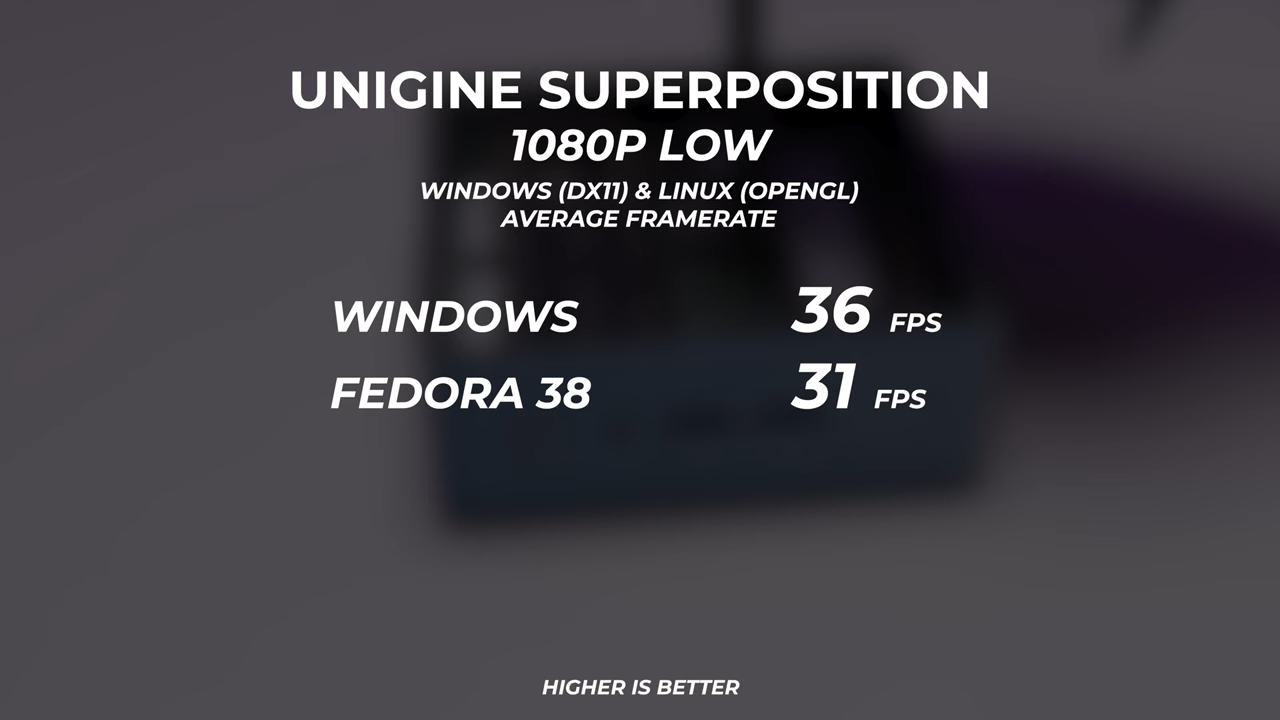 UNIGINE SUPERPOSITION
1080P LOW
WINDOWS (DX11) & LINUX (OPENGL)
AVERAGE FRAMERATE
WINDOWS 36 FPS
FEDORA 38 31 FPS
HIGHER IS BETTER